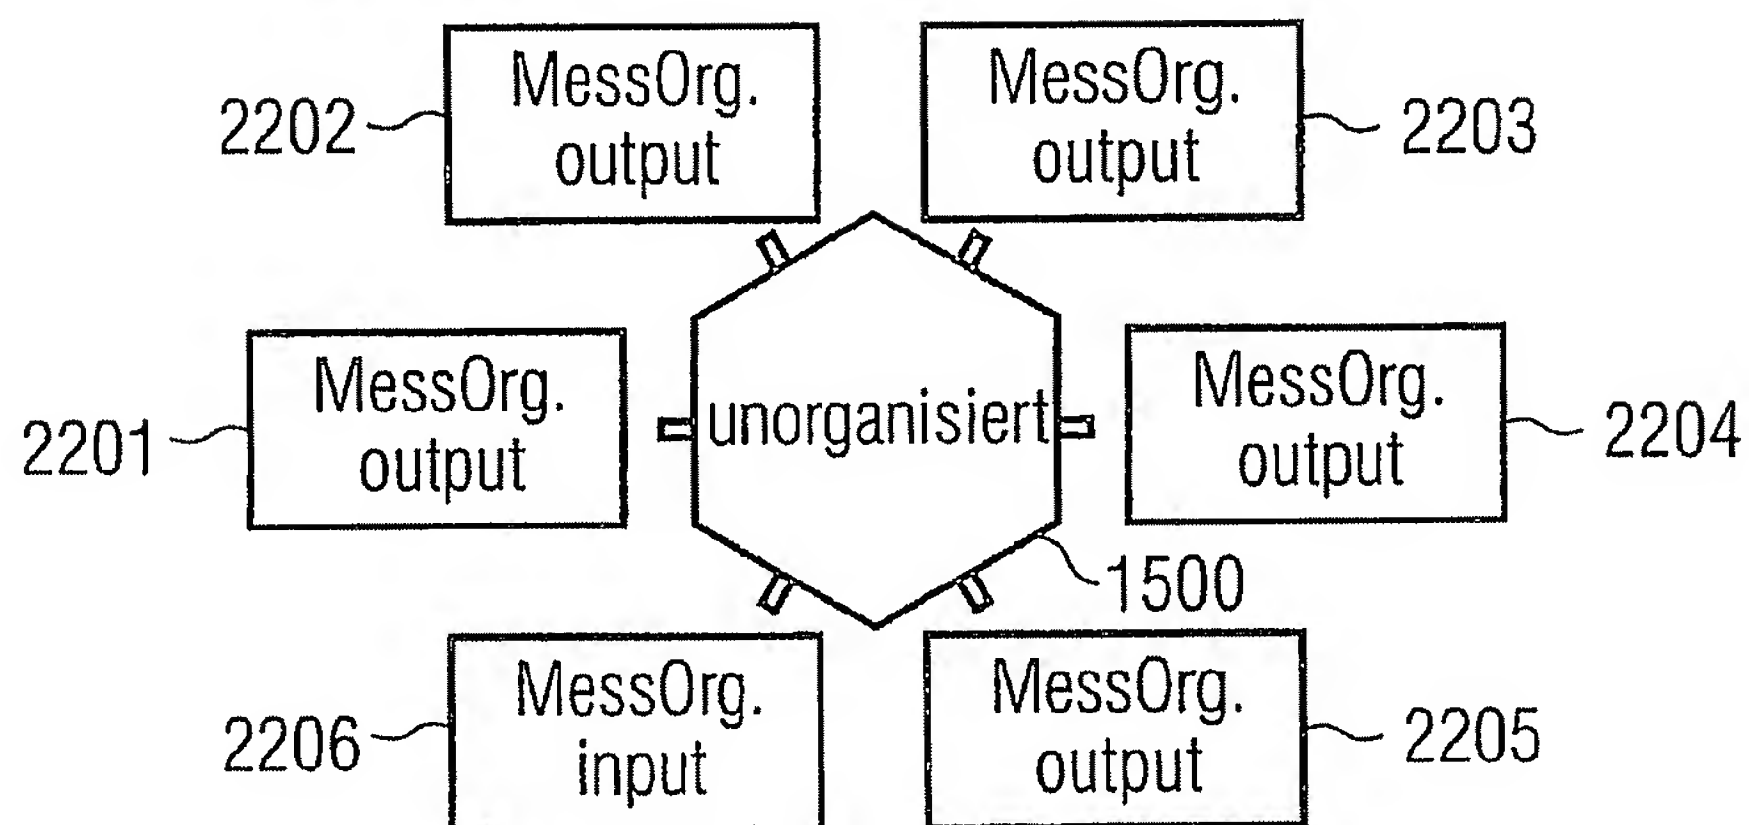 MessOrg.
output
2202
MessOrg.
output
2203
MessOrg.
output
2201
unorganisiert
MessOrg.
output
2204
1500
MessOrg.
input
2206
MessOrg.
output
2205